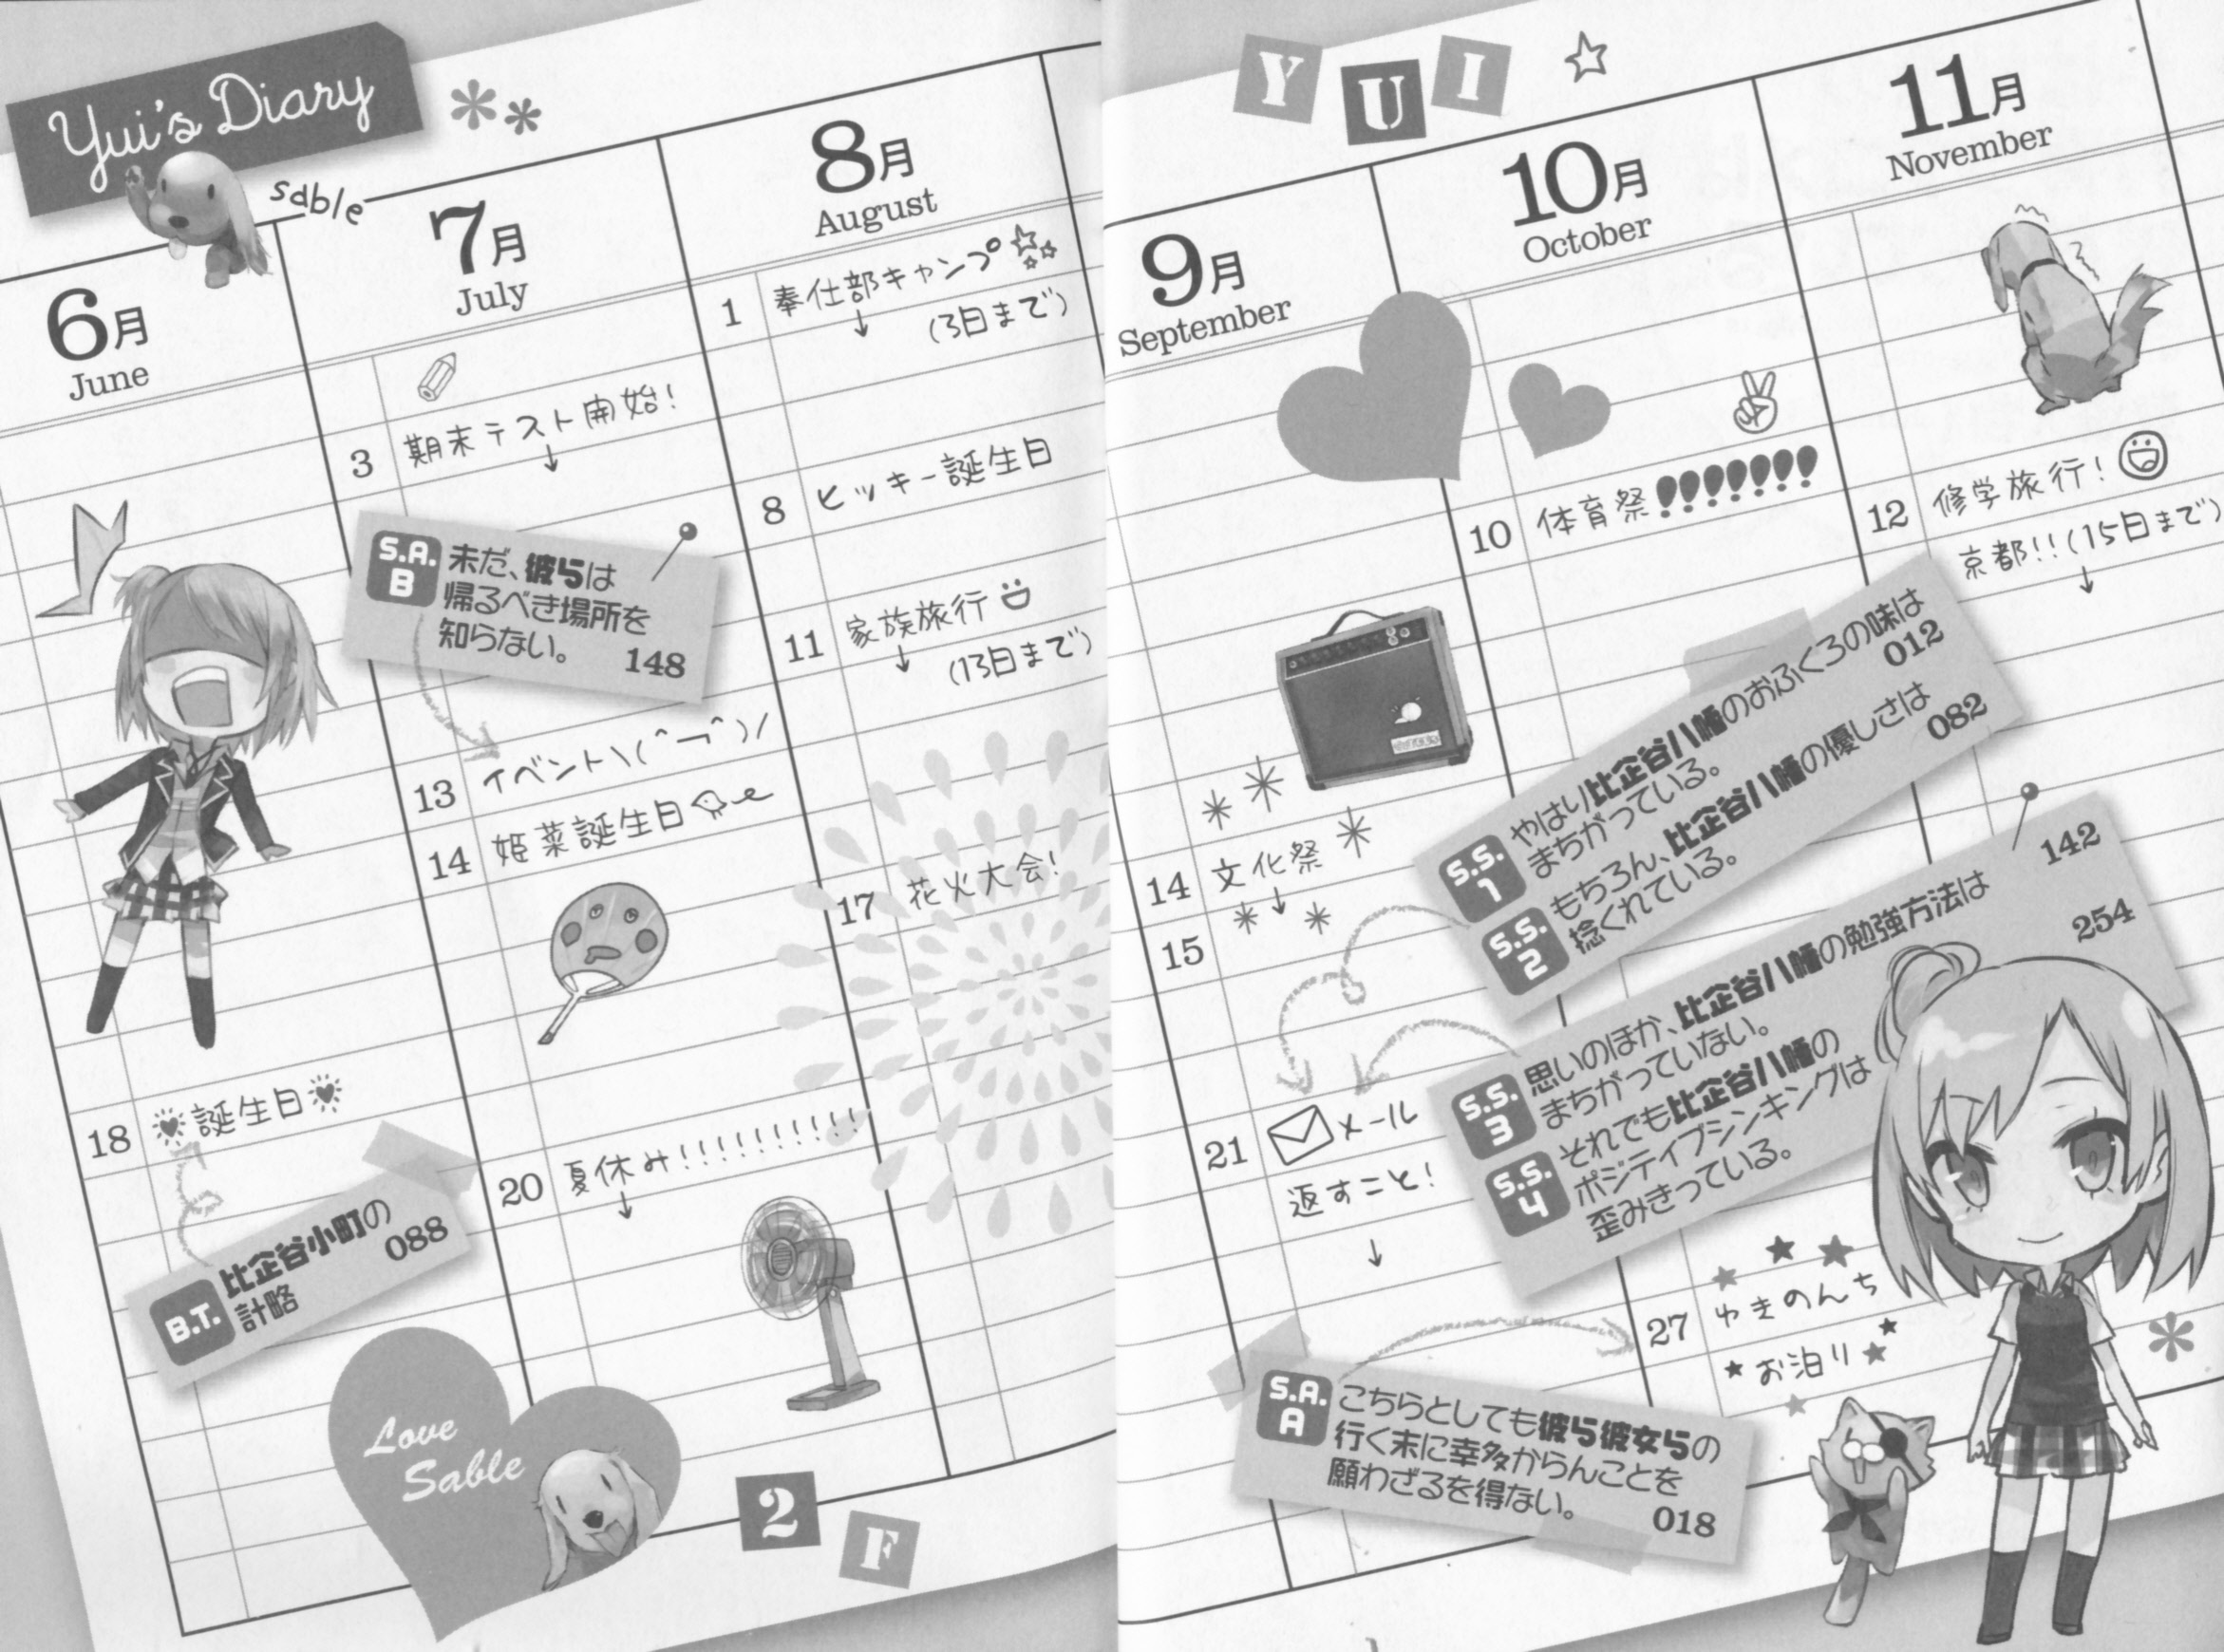 Yui's Diary
sable
6月
June
18 誕生日
B.T. 比企谷小町の
計略 088
Love
Sable
7月
July
3 期末テスト開始!
↓
S.A. B 未だ、彼らは
帰るべき場所を
知らない。 148
13 イベント\(^¬^)/
14 姫菜誕生日
20 夏休み!!!!!!!!!!
↓
8月
August
1 奉仕部キャンプ☆
↓ (3日まで)
8 ヒッキー誕生日
11 家族旅行
↓ (13日まで)
17 花火大会!
2 F
Y U I ☆
9月
September
14 文化祭
15 ↓
21 メール
返すこと!
↓
10月
October
10 体育祭!!!!!!!
S.S. 1 やはり比企谷八幡のおふくろの味は
まちがっている。 012
S.S. 2 もちろん、比企谷八幡の優しさは
捻くれている。 082
S.S. 3 思いのほか、比企谷八幡の勉強方法は
まちがっていない。 142
S.S. 4 それでも比企谷八幡の
ポジティブシンキングは
歪みきっている。 254
27 ゆきのんち
★お泊り★
S.A. A こちらとしても彼ら彼女らの
行く末に幸多からんことを
願わざるを得ない。 018
11月
November
12 修学旅行!
京都!!(15日まで)
↓